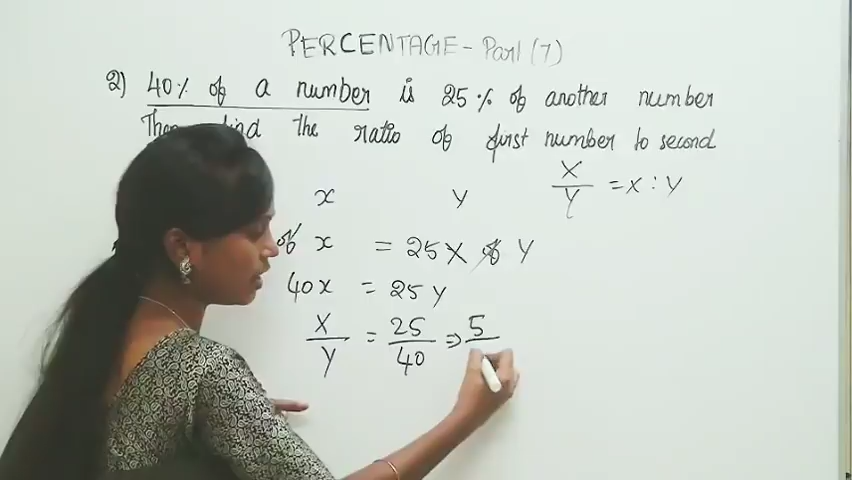 PERCENTAGE - Part (7)
2) 40% of a number is 25% of another number
Then find the ratio of first number to second
X/Y = X : Y
x y
of x = 25% of Y
40x = 25y
X/Y = 25/40 ⇒ 5/